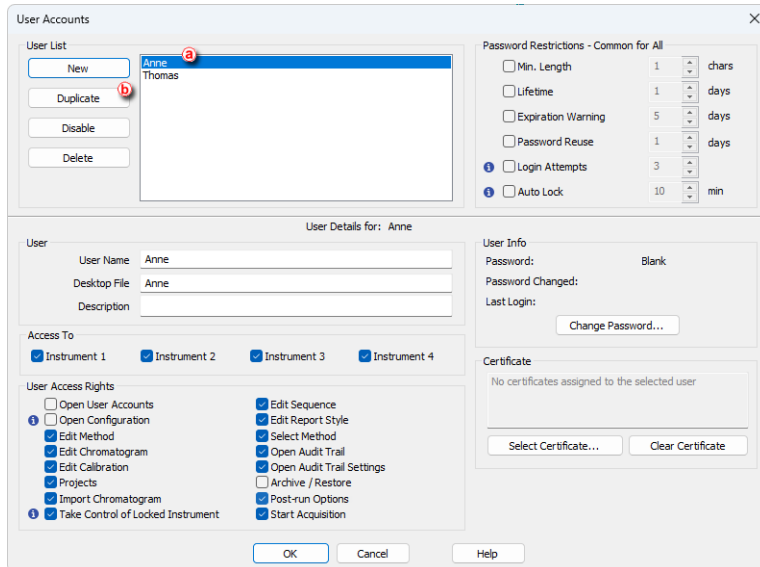 User Accounts
User List
New
Duplicate
Disable
Delete
a
b
Anne
Thomas
Password Restrictions - Common for All
Min. Length 1 chars
Lifetime 1 days
Expiration Warning 5 days
Password Reuse 1 days
Login Attempts 3
Auto Lock 10 min
User Details for: Anne
User
User Name Anne
Desktop File Anne
Description
User Info
Password: Blank
Password Changed:
Last Login:
Change Password...
Access To
Instrument 1 Instrument 2 Instrument 3 Instrument 4
Certificate
No certificates assigned to the selected user
Select Certificate... Clear Certificate
User Access Rights
Open User Accounts
Open Configuration
Edit Method
Edit Chromatogram
Edit Calibration
Projects
Import Chromatogram
Take Control of Locked Instrument
Edit Sequence
Edit Report Style
Select Method
Open Audit Trail
Open Audit Trail Settings
Archive / Restore
Post-run Options
Start Acquisition
OK Cancel Help